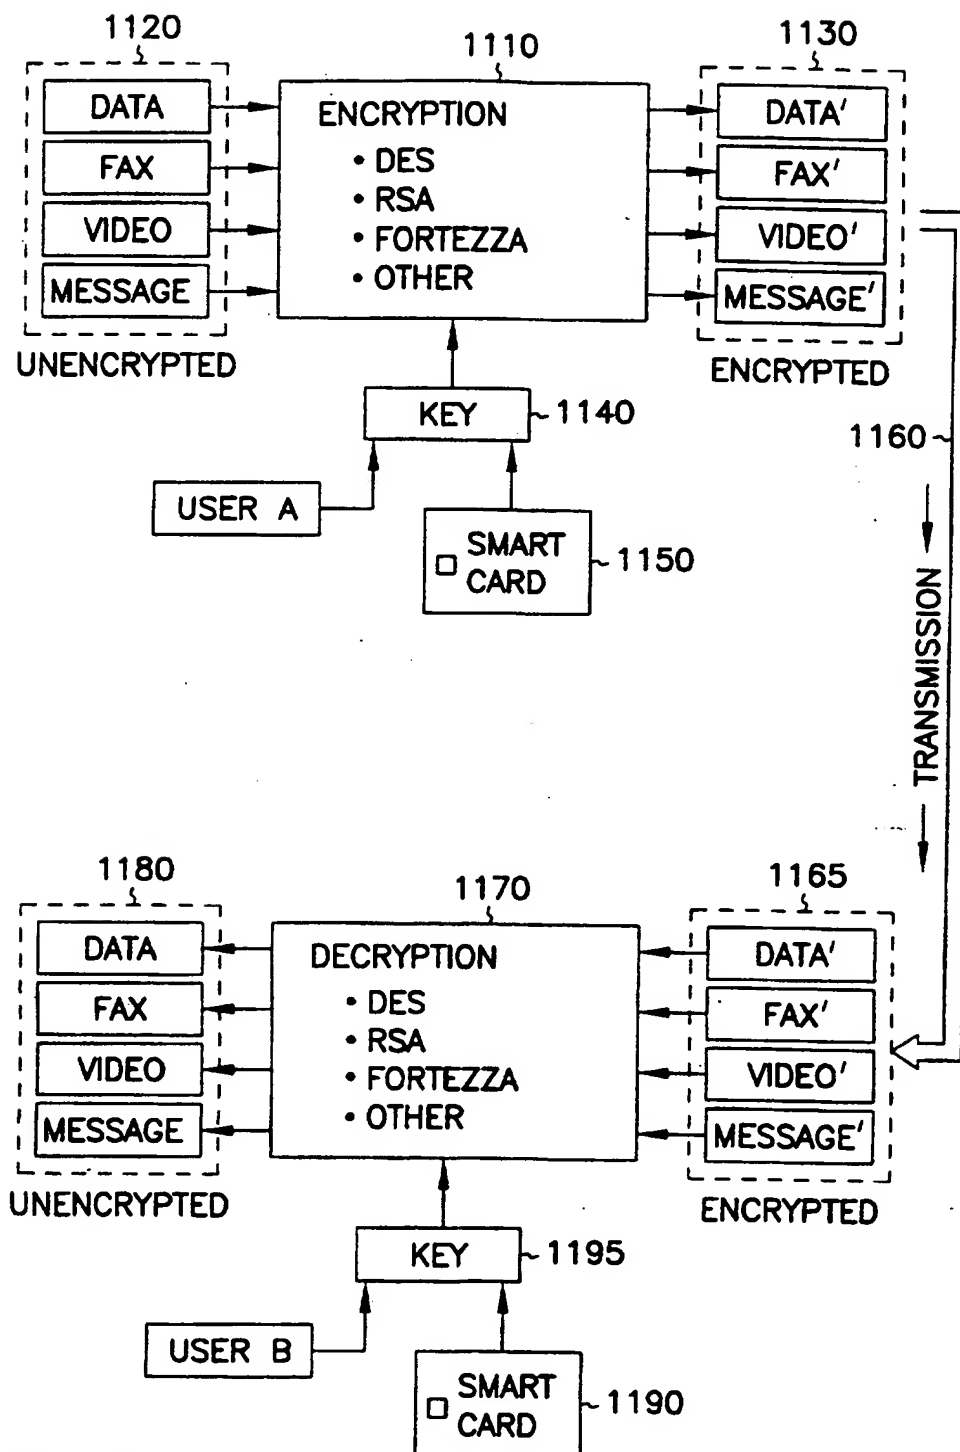 1120
1110
1130
DATA
FAX
VIDEO
MESSAGE
UNENCRYPTED
ENCRYPTION
• DES
• RSA
• FORTEZZA
• OTHER
DATA'
FAX'
VIDEO'
MESSAGE'
ENCRYPTED
KEY
1140
USER A
SMART
CARD
1150
1160
TRANSMISSION
1180
1170
1165
DATA
FAX
VIDEO
MESSAGE
UNENCRYPTED
DECRYPTION
• DES
• RSA
• FORTEZZA
• OTHER
DATA'
FAX'
VIDEO'
MESSAGE'
ENCRYPTED
KEY
1195
USER B
SMART
CARD
1190